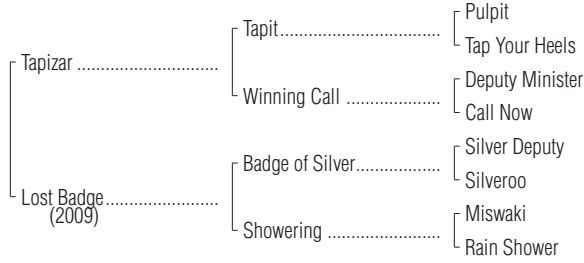 Pulpit
Tapit
Tap Your Heels
Tapizar
Deputy Minister
Winning Call
Call Now
Silver Deputy
Badge of Silver
Silveroo
Lost Badge
(2009)
Miswaki
Showering
Rain Shower